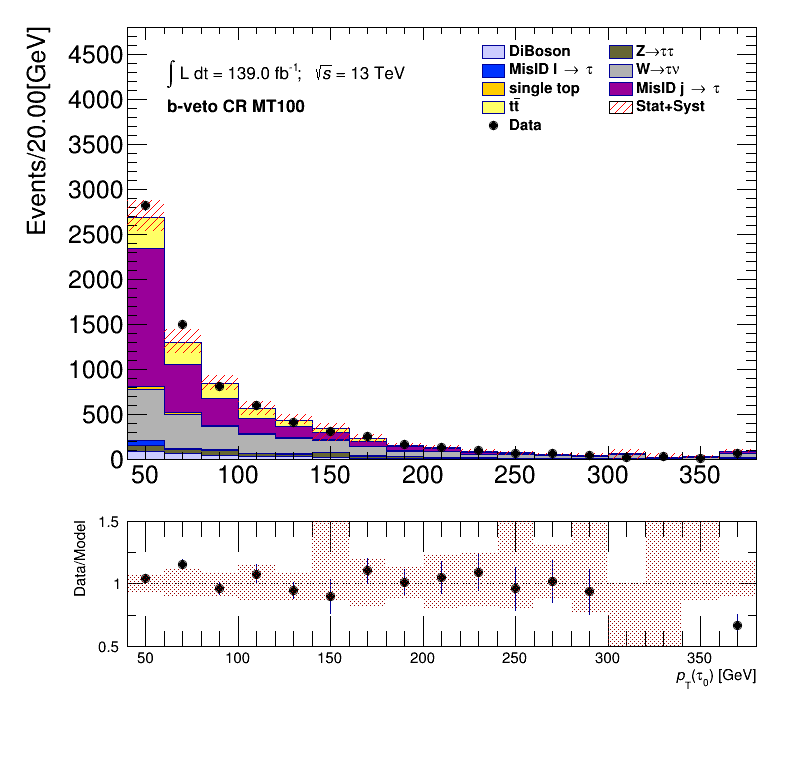 Events/20.00[GeV]
4500
4000
3500
3000
2500
2000
1500
1000
500
0
∫ L dt = 139.0 fb⁻¹; √s = 13 TeV
b-veto CR MT100
DiBoson Z→ττ
MisID l → τ W→τν
single top MisID j → τ
tt̄ Stat+Syst
Data
50 100 150 200 250 300 350
Data/Model
1.5
1
0.5
50 100 150 200 250 300 350
p_T(τ_0) [GeV]